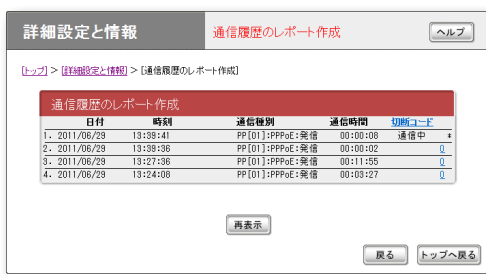 詳細設定と情報 通信履歴のレポート作成 ヘルプ
[トップ] > [詳細設定と情報] > [通信履歴のレポート作成]
通信履歴のレポート作成
日付 時刻 通信種別 通信時間 切断コード
1. 2011/06/29 13:39:41 PP[01]:PPPoE:発信 00:00:08 通信中 *
2. 2011/06/29 13:39:36 PP[01]:PPPoE:発信 00:00:02 0
3. 2011/06/29 13:27:36 PP[01]:PPPoE:発信 00:11:55 0
4. 2011/06/29 13:24:08 PP[01]:PPPoE:発信 00:03:27 0
再表示
戻る トップへ戻る